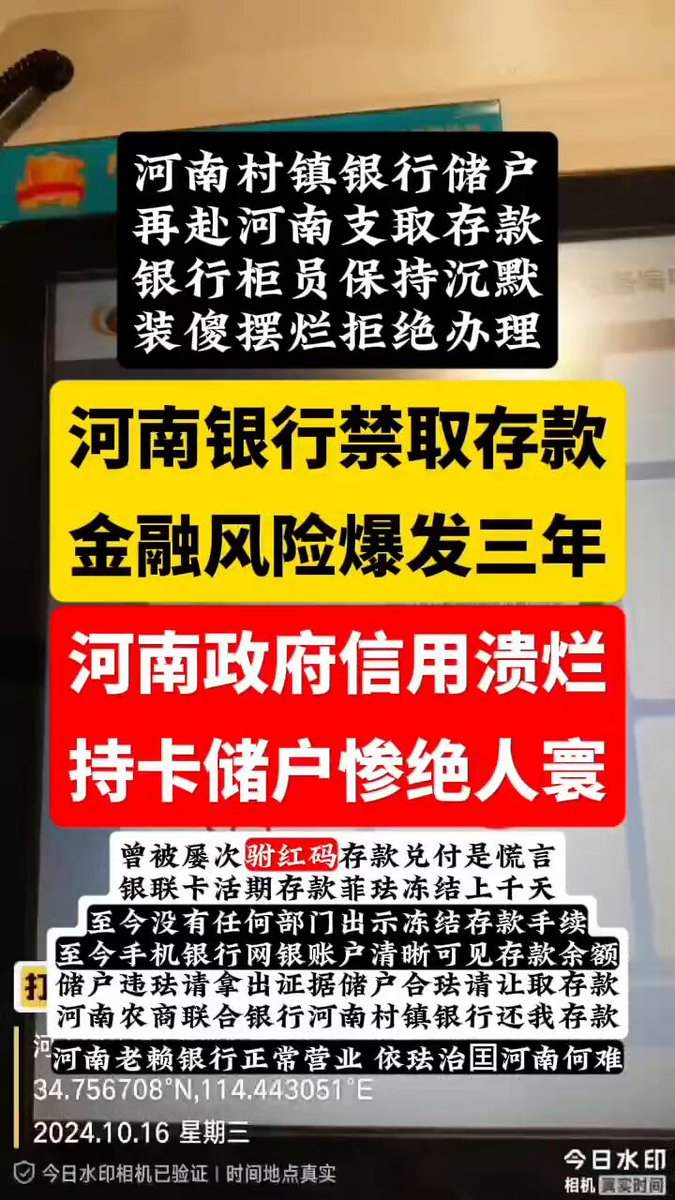 河南村镇银行储户
再赴河南支取存款
银行柜员保持沉默
装傻摆烂拒绝办理
河南银行禁取存款
金融风险爆发三年
河南政府信用溃烂
持卡储户惨绝人寰
曾被屡次驸红码存款兑付是慌言
银联卡活期存款菲珐冻结上千天
至今没有任何部门出示冻结存款手续
至今手机银行网银账户清晰可见存款余额
储户违珐请拿出证据储户合珐请让取存款
河南农商联合银行河南村镇银行还我存款
河南老赖银行正常营业 依珐治囯河南何难
打
河
34.756708°N,114.443051°E
2024.10.16 星期三
今日水印相机已验证 | 时间地点真实
今日水印
相机 真实时间